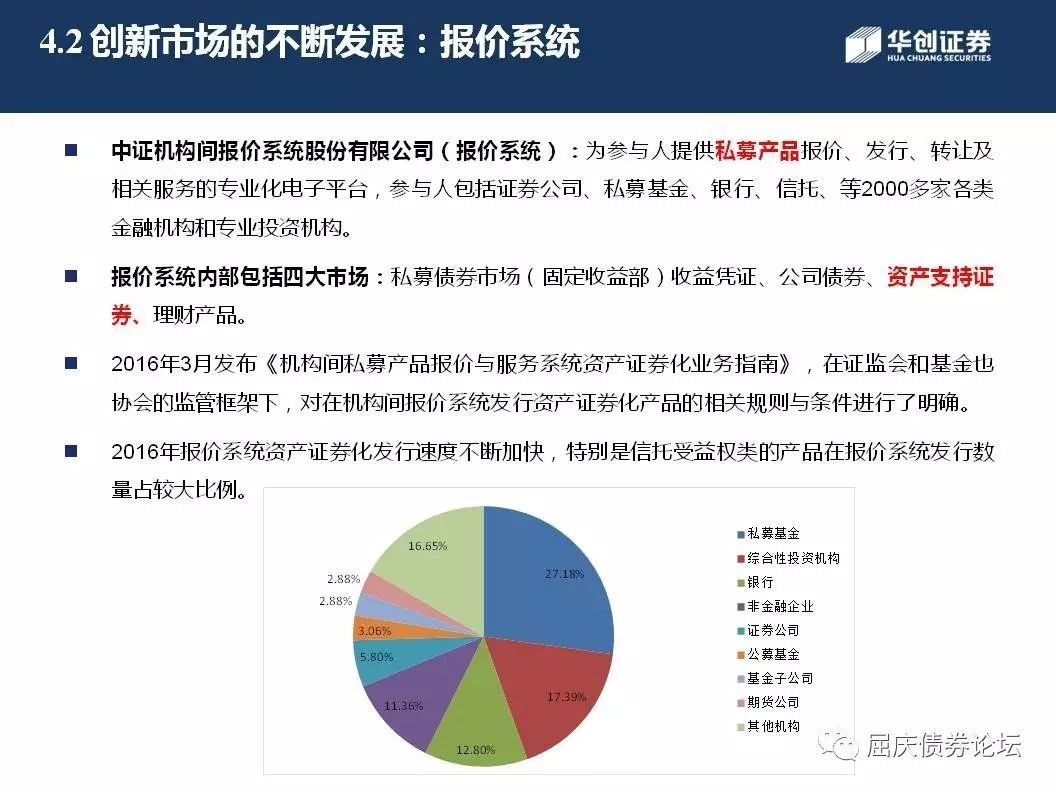 4.2 创新市场的不断发展：报价系统
华创证券
HUA CHUANG SECURITIES
■ 中证机构间报价系统股份有限公司（报价系统）：为参与人提供私募产品报价、发行、转让及
相关服务的专业化电子平台，参与人包括证券公司、私募基金、银行、信托、等2000多家各类
金融机构和专业投资机构。
■ 报价系统内部包括四大市场：私募债券市场（固定收益部）收益凭证、公司债券、资产支持证
券、理财产品。
■ 2016年3月发布《机构间私募产品报价与服务系统资产证券化业务指南》，在证监会和基金也
协会的监管框架下，对在机构间报价系统发行资产证券化产品的相关规则与条件进行了明确。
■ 2016年报价系统资产证券化发行速度不断加快，特别是信托受益权类的产品在报价系统发行数
量占较大比例。
16.65%
27.18%
2.88%
2.88%
3.06%
5.80%
11.36%
17.39%
12.80%
私募基金
综合性投资机构
银行
非金融企业
证券公司
公募基金
基金子公司
期货公司
其他机构
屈庆债券论坛